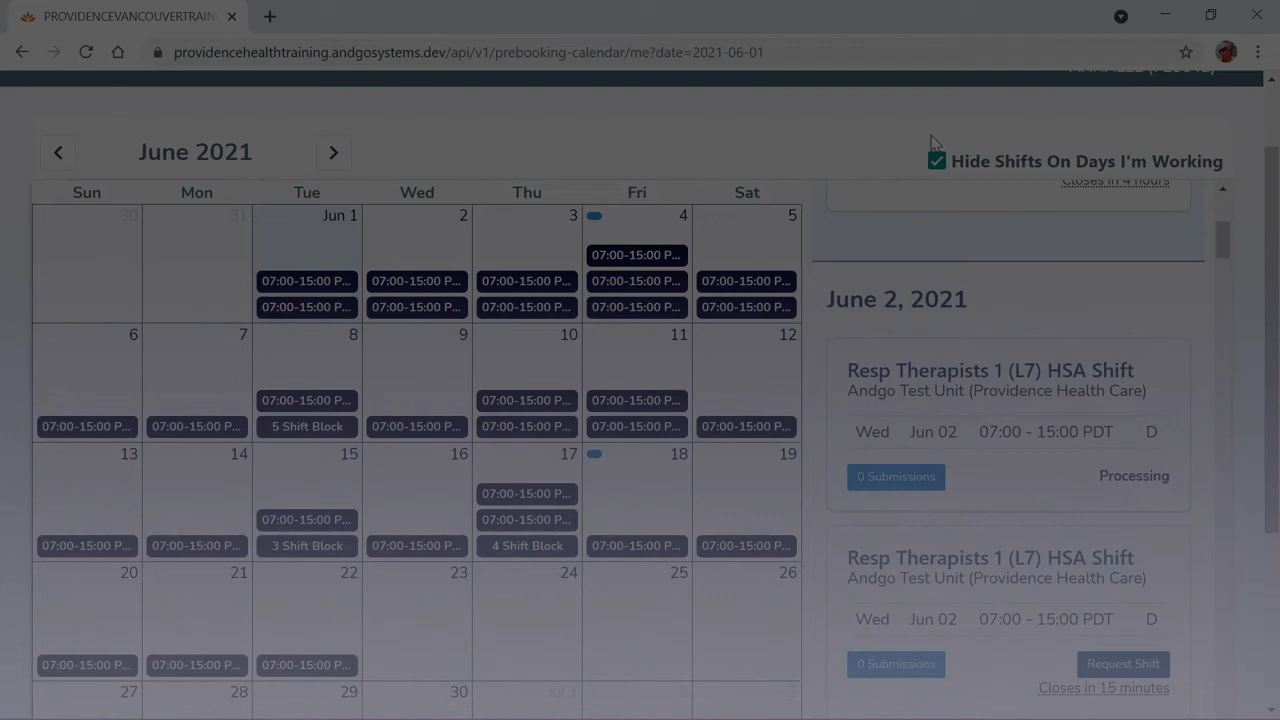 PROVIDENCEVANCOUVERTRAIN
providencehealthtraining.andgosystems.dev/api/v1/prebooking-calendar/me?date=2021-06-01
June 2021
Hide Shifts On Days I'm Working
Sun Mon Tue Wed Thu Fri Sat
30 31 Jun 1 2 3 4 5
07:00-15:00 P...
07:00-15:00 P... 07:00-15:00 P... 07:00-15:00 P... 07:00-15:00 P... 07:00-15:00 P...
07:00-15:00 P... 07:00-15:00 P... 07:00-15:00 P... 07:00-15:00 P... 07:00-15:00 P...
6 7 8 9 10 11 12
07:00-15:00 P... 07:00-15:00 P... 07:00-15:00 P...
07:00-15:00 P... 07:00-15:00 P... 5 Shift Block 07:00-15:00 P... 07:00-15:00 P... 07:00-15:00 P... 07:00-15:00 P...
13 14 15 16 17 18 19
07:00-15:00 P...
07:00-15:00 P... 07:00-15:00 P...
07:00-15:00 P... 07:00-15:00 P... 3 Shift Block 07:00-15:00 P... 4 Shift Block 07:00-15:00 P... 07:00-15:00 P...
20 21 22 23 24 25 26
07:00-15:00 P... 07:00-15:00 P... 07:00-15:00 P...
27 28 29 30
Closes in 4 hours
June 2, 2021
Resp Therapists 1 (L7) HSA Shift
Andgo Test Unit (Providence Health Care)
Wed Jun 02 07:00 - 15:00 PDT D
0 Submissions Processing
Resp Therapists 1 (L7) HSA Shift
Andgo Test Unit (Providence Health Care)
Wed Jun 02 07:00 - 15:00 PDT D
0 Submissions Request Shift
Closes in 15 minutes